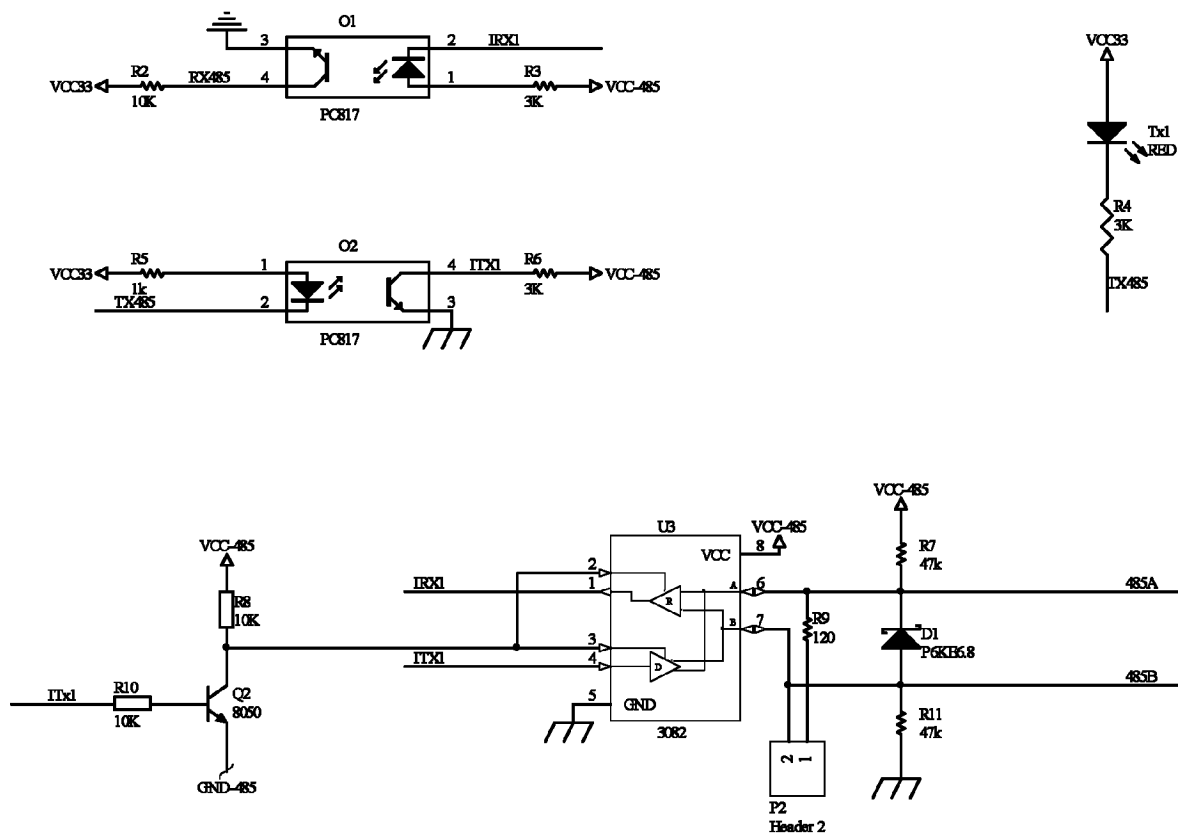 O1
3
2
IRX1
VCC33
R2
10K
RX485
4
1
R3
3K
VCC-485
PC817
VCC33
Tx1
RED
R4
3K
TX485
O2
VCC33
R5
1k
1
4
ITX1
R6
3K
VCC-485
TX485
2
3
PC817
VCC-485
R8
10K
ITx1
R10
10K
Q2
8050
GND-485
U3
VCC-485
VCC
8
2
IRX1
1
R
A
6
B
7
3
ITX1
4
D
5
GND
3082
R9
120
2
1
P2
Header 2
VCC-485
R7
47k
485A
D1
P6KE6.8
485B
R11
47k